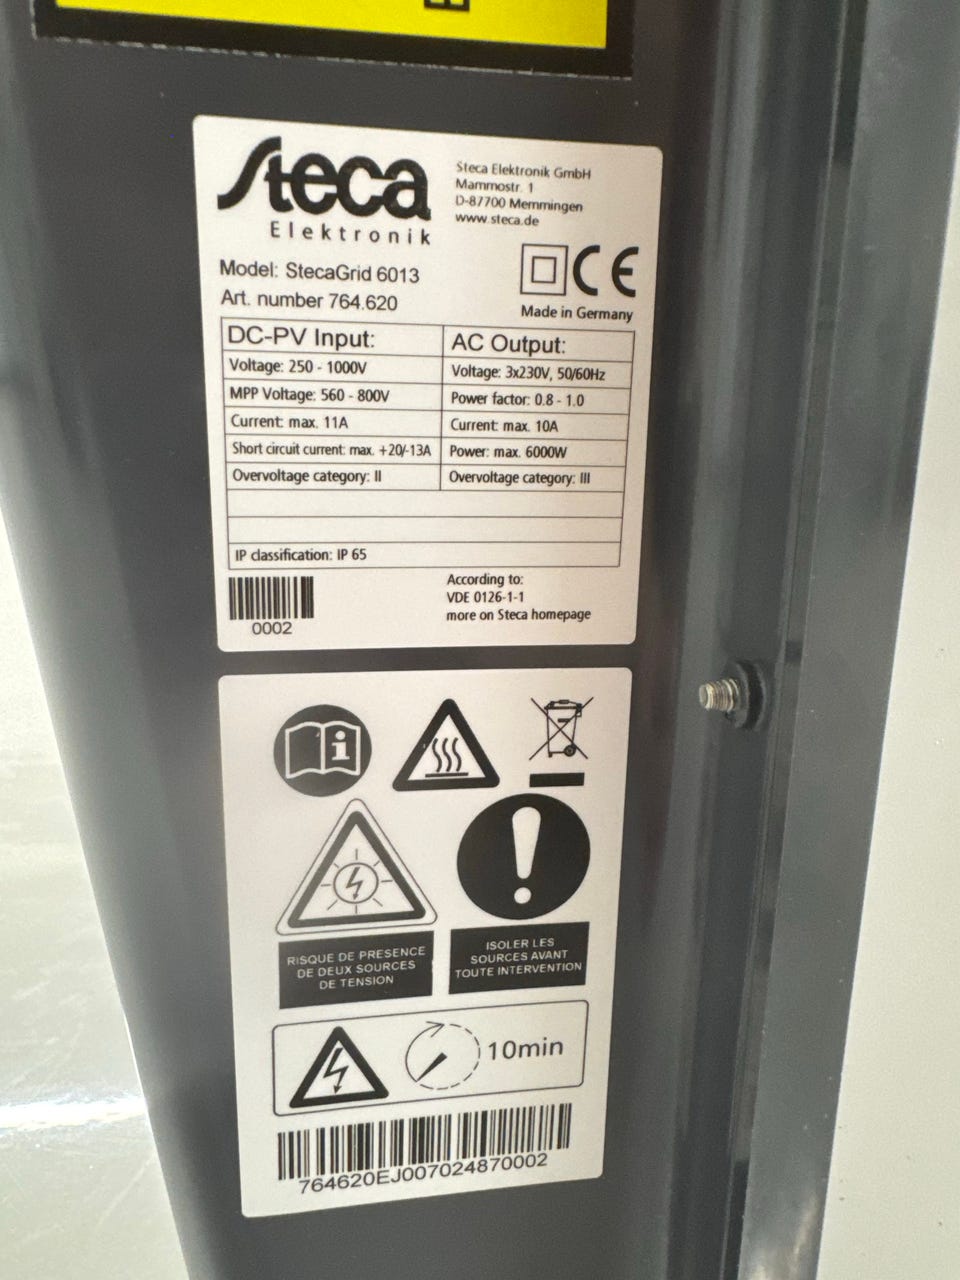 Steca
Elektronik
Steca Elektronik GmbH
Mammostr. 1
D-87700 Memmingen
www.steca.de
Model: StecaGrid 6013
Art. number 764.620
CE
Made in Germany
DC-PV Input:
Voltage: 250 - 1000V
MPP Voltage: 560 - 800V
Current: max. 11A
Short circuit current: max. +20/-13A
Overvoltage category: II
AC Output:
Voltage: 3x230V, 50/60Hz
Power factor: 0.8 - 1.0
Current: max. 10A
Power: max. 6000W
Overvoltage category: III
IP classification: IP 65
0002
According to:
VDE 0126-1-1
more on Steca homepage
RISQUE DE PRESENCE
DE DEUX SOURCES
DE TENSION
ISOLER LES
SOURCES AVANT
TOUTE INTERVENTION
10min
764620EJ007024870002